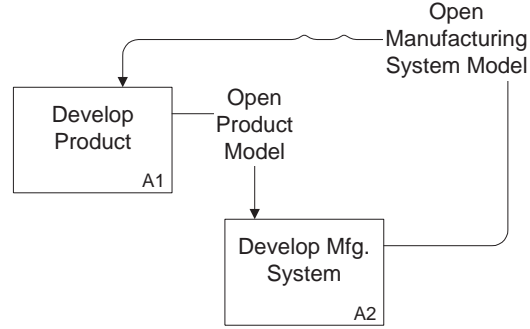 Open
Manufacturing
System Model
Develop
Product
A1
Open
Product
Model
Develop Mfg.
System
A2